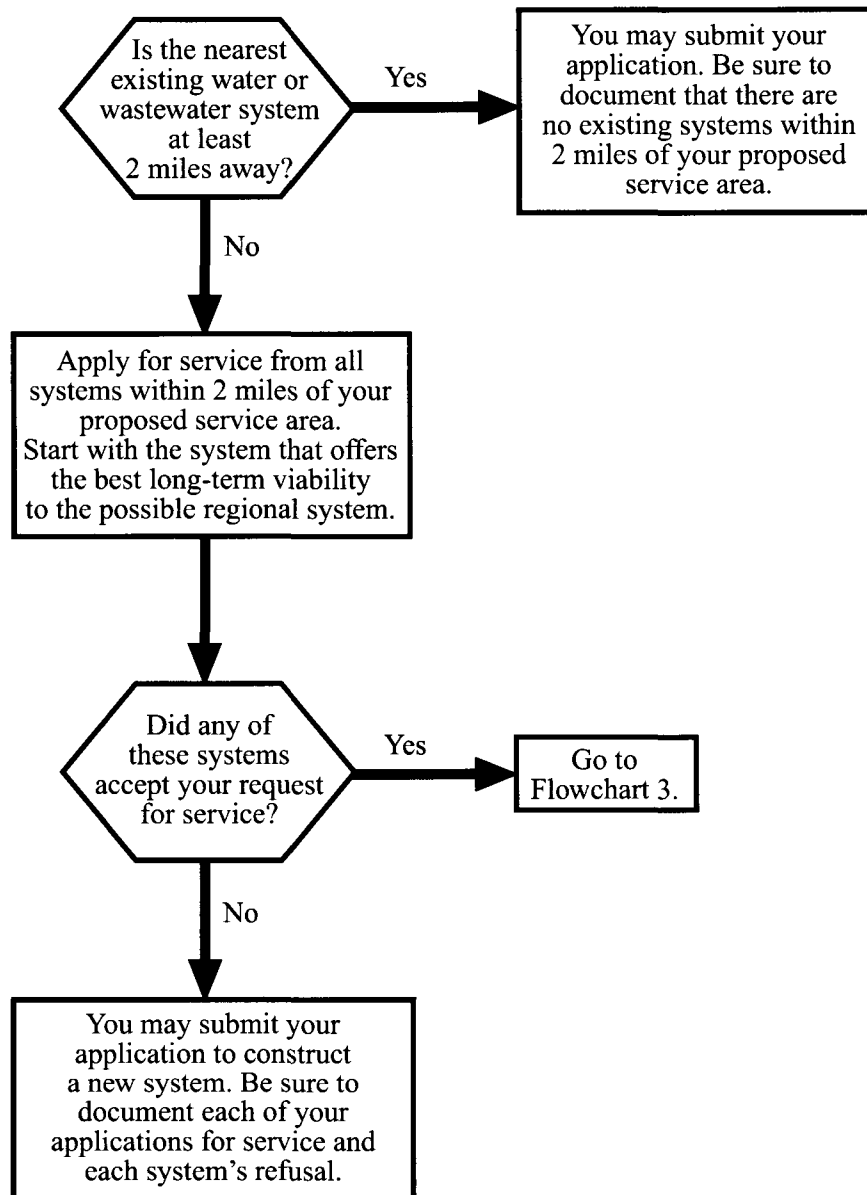 Is the nearest
existing water or
wastewater system
at least
2 miles away?
Yes
You may submit your
application. Be sure to
document that there are
no existing systems within
2 miles of your proposed
service area.
No
Apply for service from all
systems within 2 miles of your
proposed service area.
Start with the system that offers
the best long-term viability
to the possible regional system.
Did any of
these systems
accept your request
for service?
Yes
Go to
Flowchart 3.
No
You may submit your
application to construct
a new system. Be sure to
document each of your
applications for service and
each system's refusal.